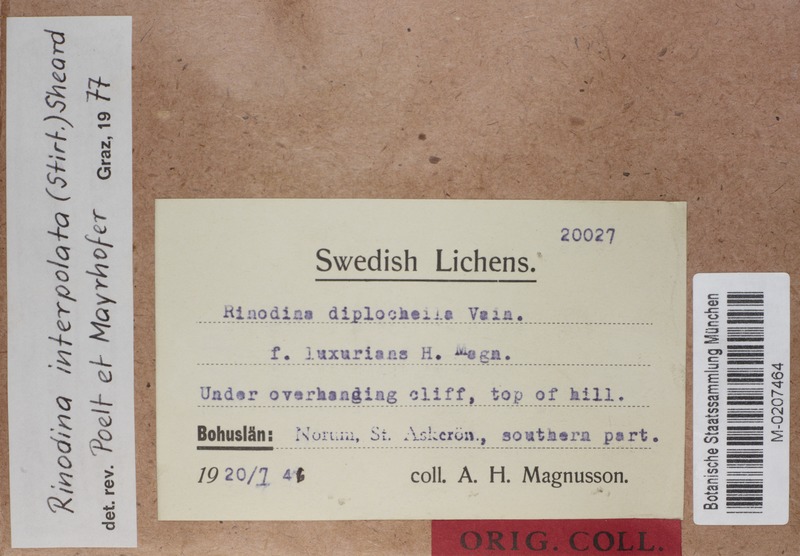 Rinodina interpolata (Stirt.) Sheard
det. rev. Poelt et Mayrhofer Graz, 1977
20027
Swedish Lichens.
Rinodina diplocheila Vain.
f. luxurians H. Magn.
Under overhanging cliff, top of hill.
Bohuslän: Norum, St. Askerön., southern part.
1920/7 46 coll. A. H. Magnusson.
ORIG. COLL.
Botanische Staatssammlung München
M-0207464